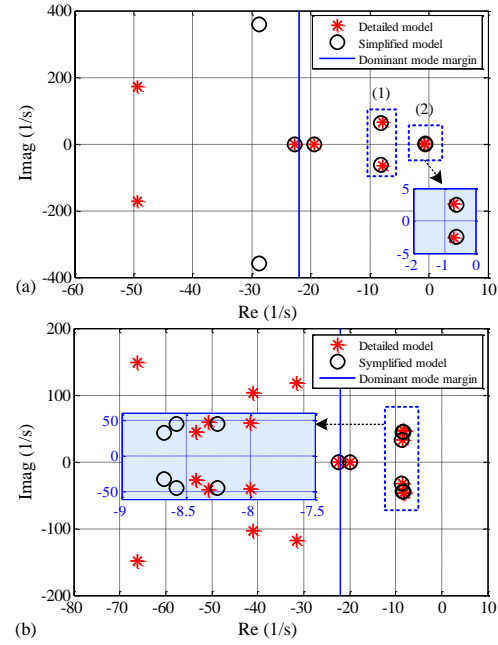 400
200
0
-200
-400
Imag (1/s)
Detailed model
Simplified model
Dominant mode margin
(1)
(2)
5
0
-5
-2 -1 0
-60 -50 -40 -30 -20 -10 0 10
(a)
Re (1/s)
200
100
0
-100
-200
Imag (1/s)
Detailed model
Symplified model
Dominant mode margin
50
0
-50
-9 -8.5 -8 -7.5
-80 -70 -60 -50 -40 -30 -20 -10 0 10
(b)
Re (1/s)